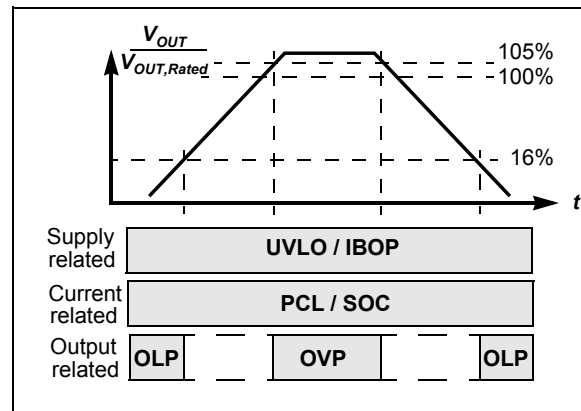 V_OUT
V_OUT,Rated
105%
100%
16%
t
Supply related
UVLO / IBOP
Current related
PCL / SOC
Output related
OLP
OVP
OLP